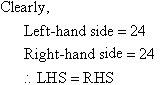 Clearly,
Left-hand side = 24
Right-hand side = 24
∴ LHS = RHS